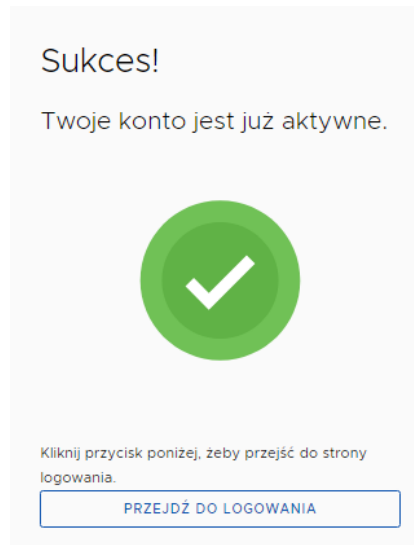 Sukces!
Twoje konto jest już aktywne.
Kliknij przycisk poniżej, żeby przejść do strony
logowania.
PRZEJDŹ DO LOGOWANIA